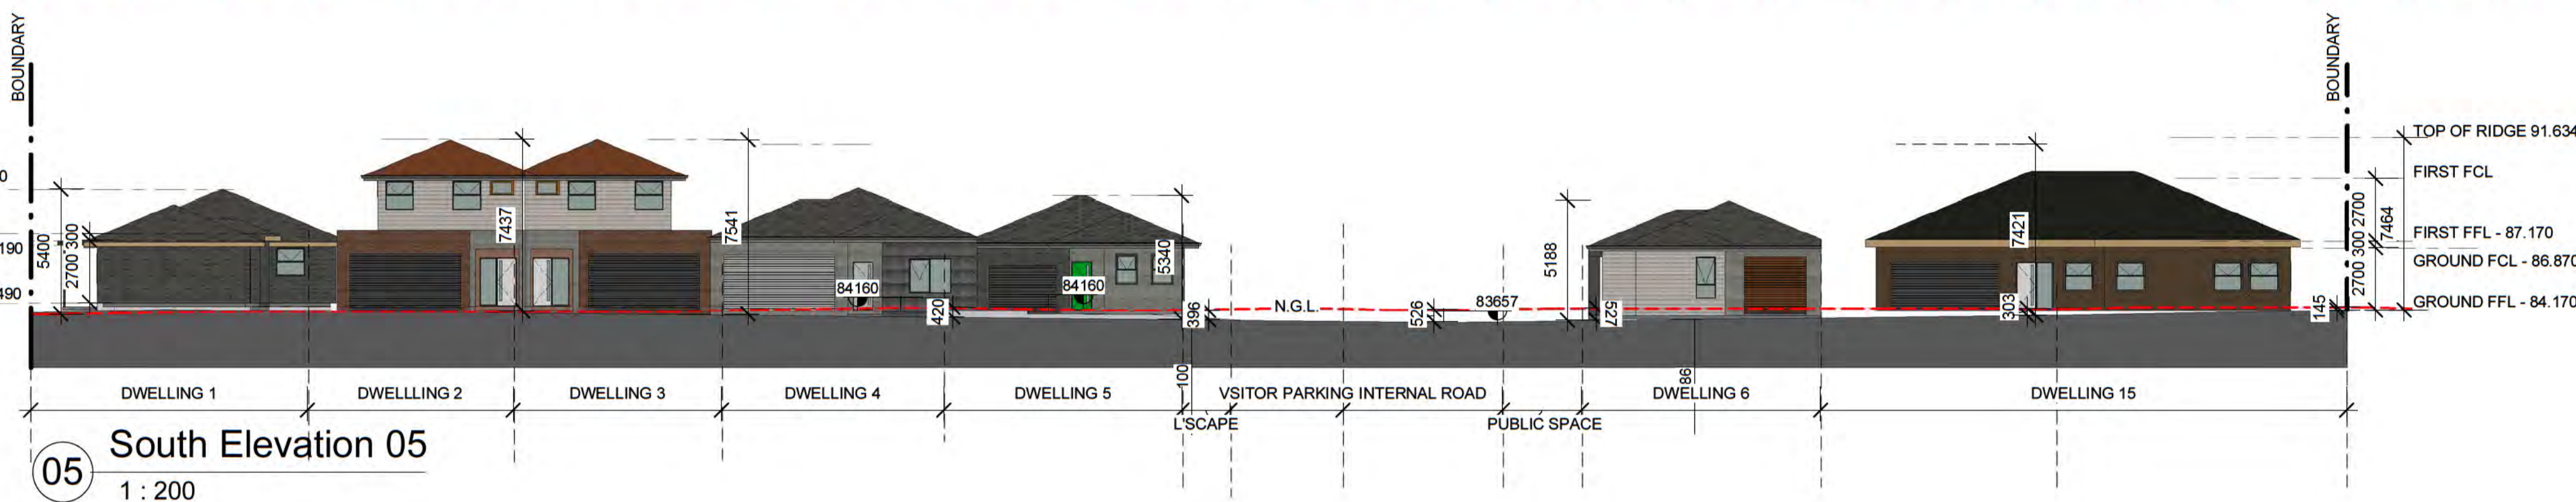 BOUNDARY
BOUNDARY
TOP OF RIDGE 91.634
FIRST FCL
FIRST FFL - 87.170
GROUND FCL - 86.870
GROUND FFL - 84.170
0
190
490
5400
2700 300
7437
7541
84160
420
84160
5340
396
N.G.L.
526
83657
5188
527
7421
303
145
2700 300 2700
7464
100
86
DWELLING 1
DWELLLING 2
DWELLING 3
DWELLING 4
DWELLING 5
VSITOR PARKING
INTERNAL ROAD
DWELLING 6
DWELLING 15
L'SCAPE
PUBLIC SPACE
05
South Elevation 05
1 : 200